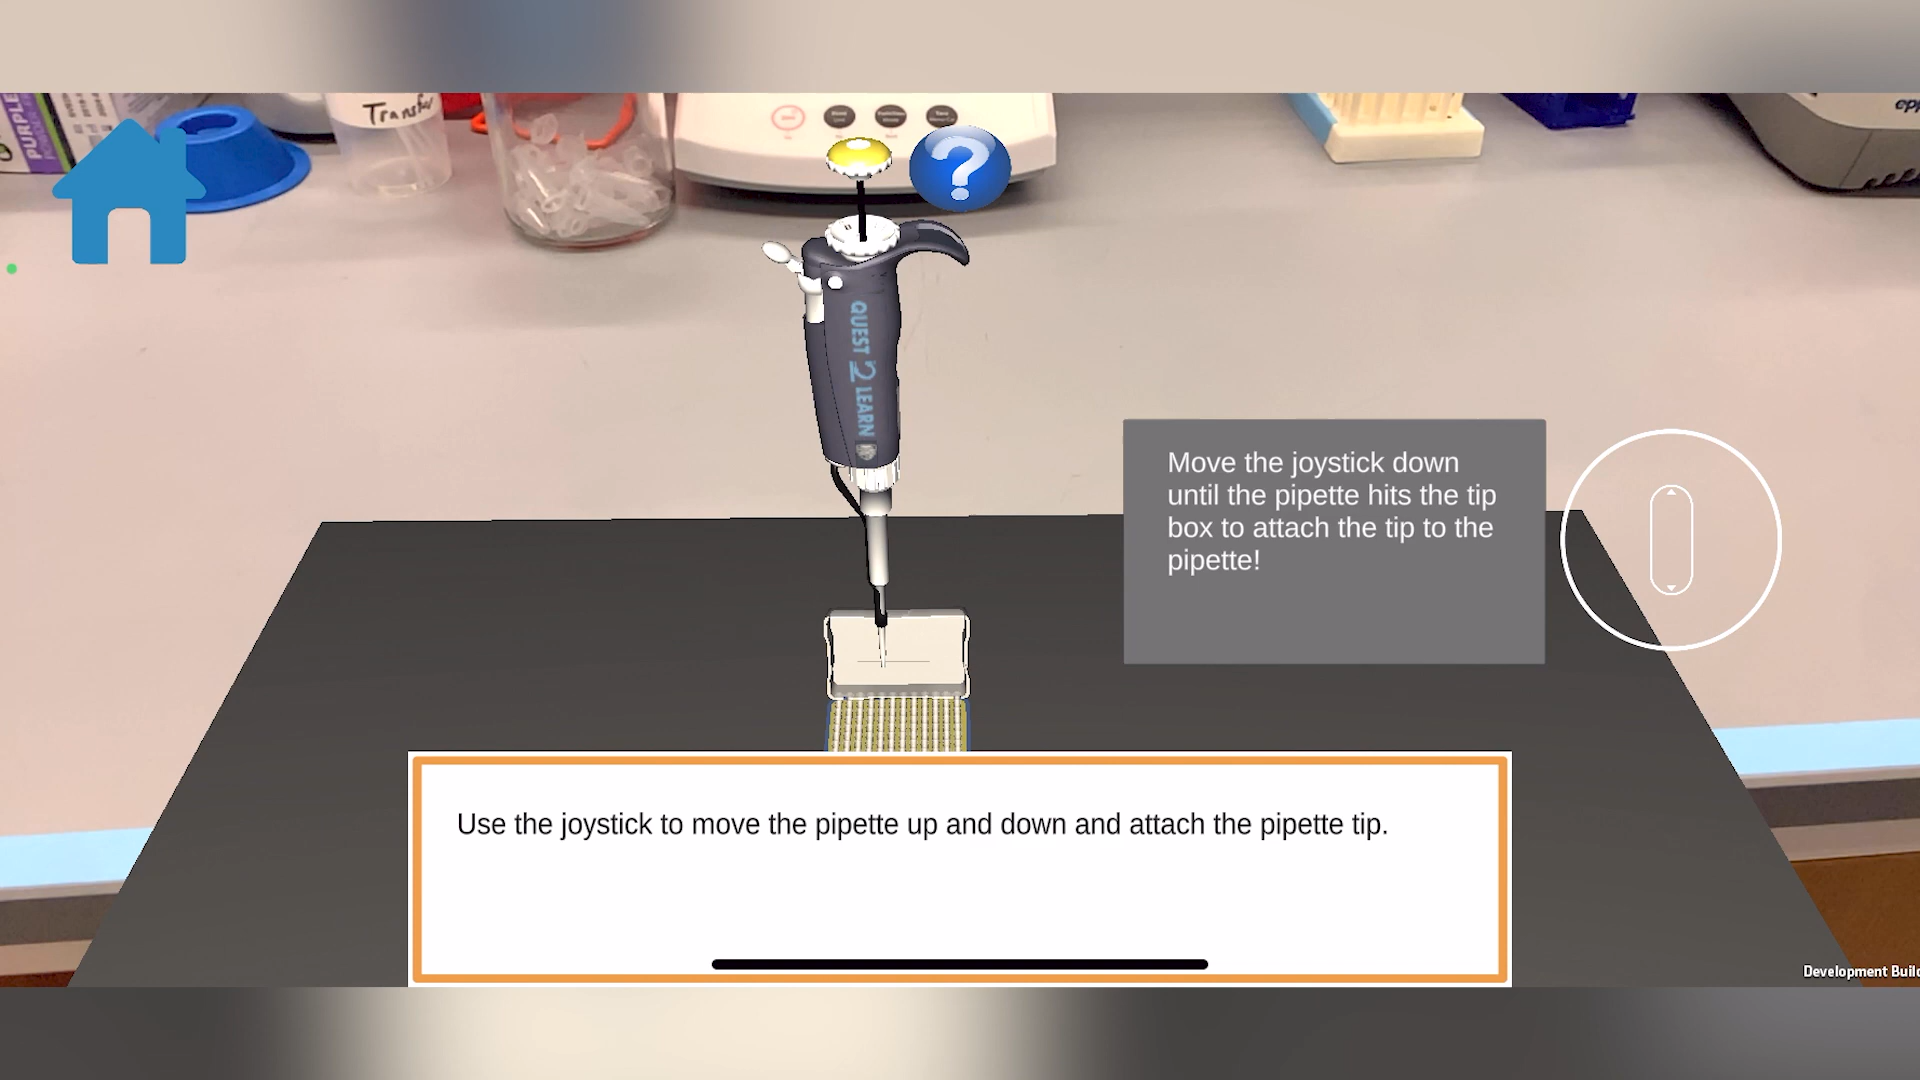 PURPLE
Transfer
epp
QUEST 2 LEARN
Move the joystick down
until the pipette hits the tip
box to attach the tip to the
pipette!
Use the joystick to move the pipette up and down and attach the pipette tip.
Development Build